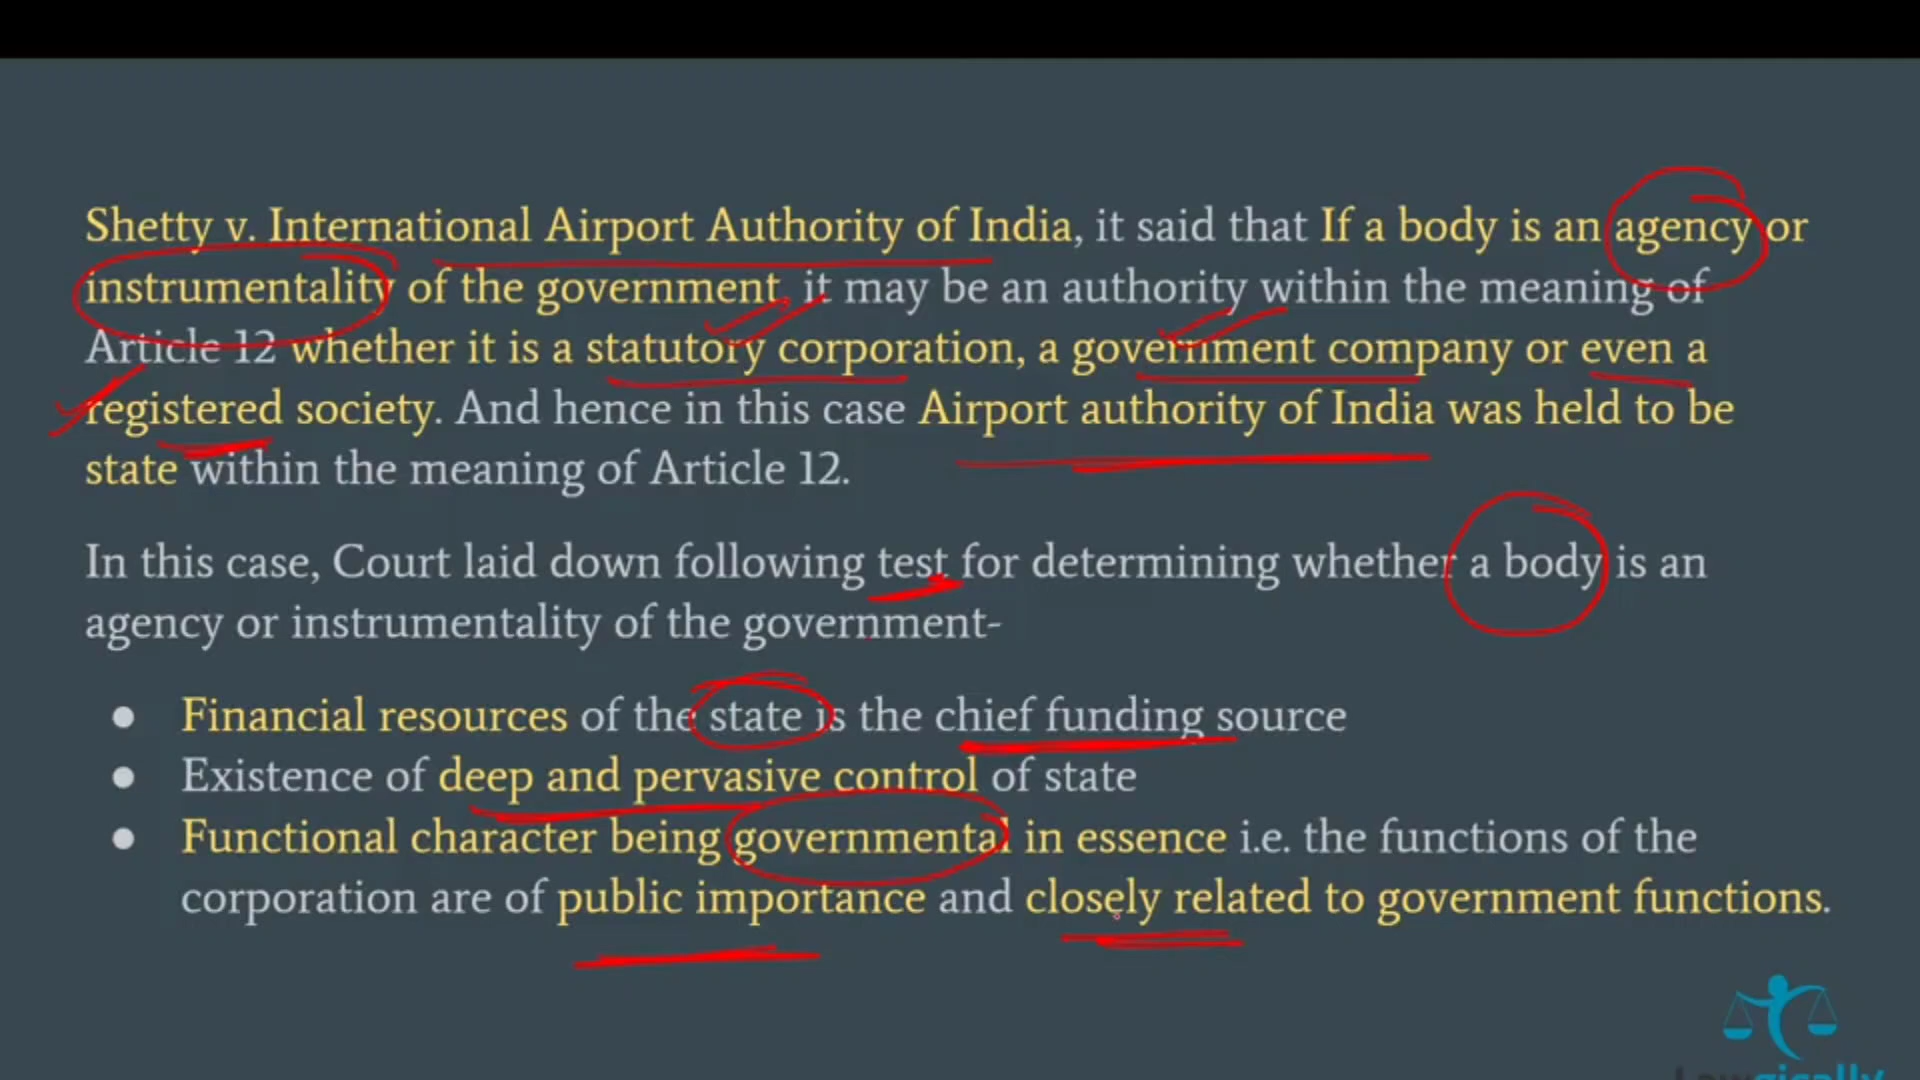 Shetty v. International Airport Authority of India, it said that If a body is an agency or
instrumentality of the government, it may be an authority within the meaning of
Article 12 whether it is a statutory corporation, a government company or even a
registered society. And hence in this case Airport authority of India was held to be
state within the meaning of Article 12.
In this case, Court laid down following test for determining whether a body is an
agency or instrumentality of the government-
● Financial resources of the state is the chief funding source
● Existence of deep and pervasive control of state
● Functional character being governmental in essence i.e. the functions of the
corporation are of public importance and closely related to government functions.
Lawgically